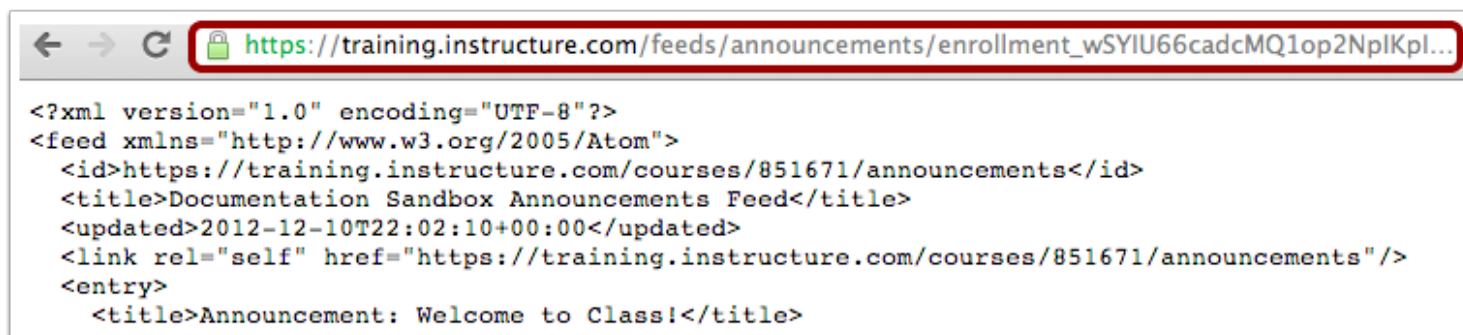 https://training.instructure.com/feeds/announcements/enrollment_wSYIU66cadcMQ1op2NpIKpI...
<?xml version="1.0" encoding="UTF-8"?>
<feed xmlns="http://www.w3.org/2005/Atom">
<id>https://training.instructure.com/courses/851671/announcements</id>
<title>Documentation Sandbox Announcements Feed</title>
<updated>2012-12-10T22:02:10+00:00</updated>
<link rel="self" href="https://training.instructure.com/courses/851671/announcements"/>
<entry>
<title>Announcement: Welcome to Class!</title>